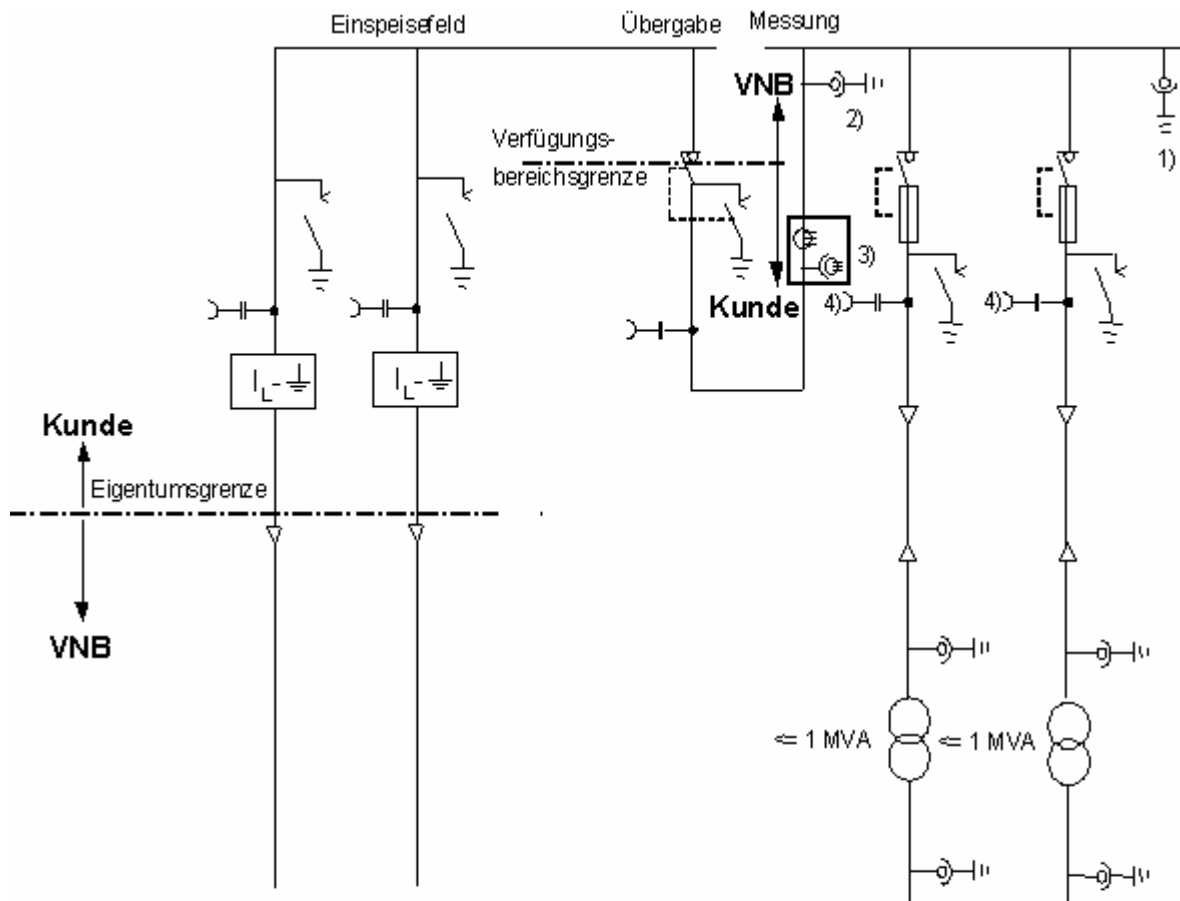 Einspeisefeld
Übergabe
Messung
VNB
2)
1)
Verfügungs-
bereichsgrenze
3)
Kunde
4)
4)
I_L-
I_L-
Kunde
Eigentumsgrenze
VNB
<= 1 MVA
<= 1 MVA